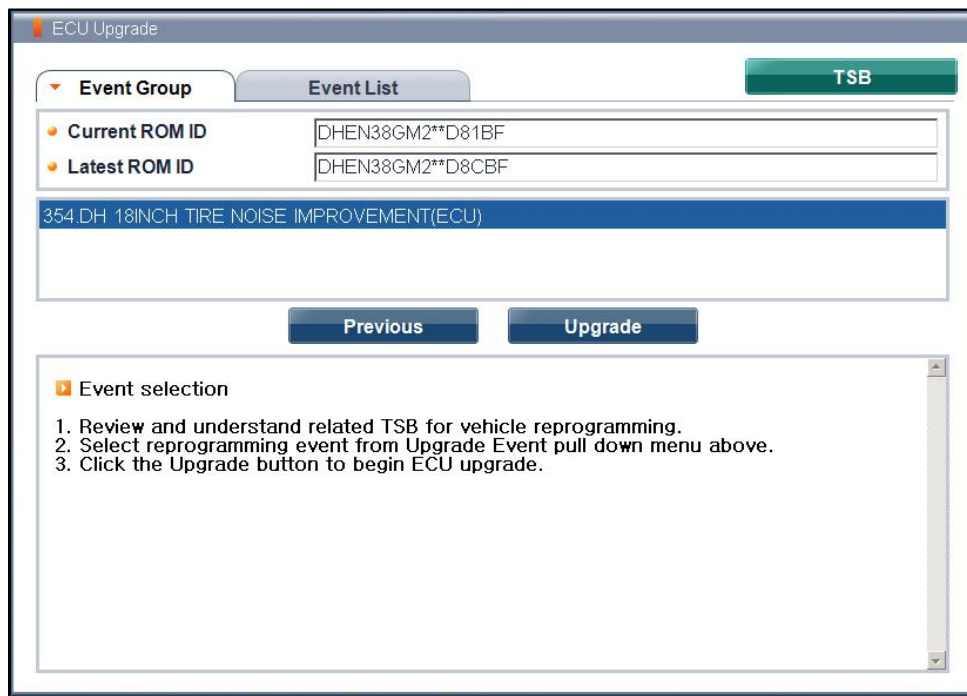 ECU Upgrade
Event Group
Event List
TSB
Current ROM ID
DHEN38GM2**D81BF
Latest ROM ID
DHEN38GM2**D8CBF
354.DH 18INCH TIRE NOISE IMPROVEMENT(ECU)
Previous
Upgrade
Event selection
1. Review and understand related TSB for vehicle reprogramming.
2. Select reprogramming event from Upgrade Event pull down menu above.
3. Click the Upgrade button to begin ECU upgrade.